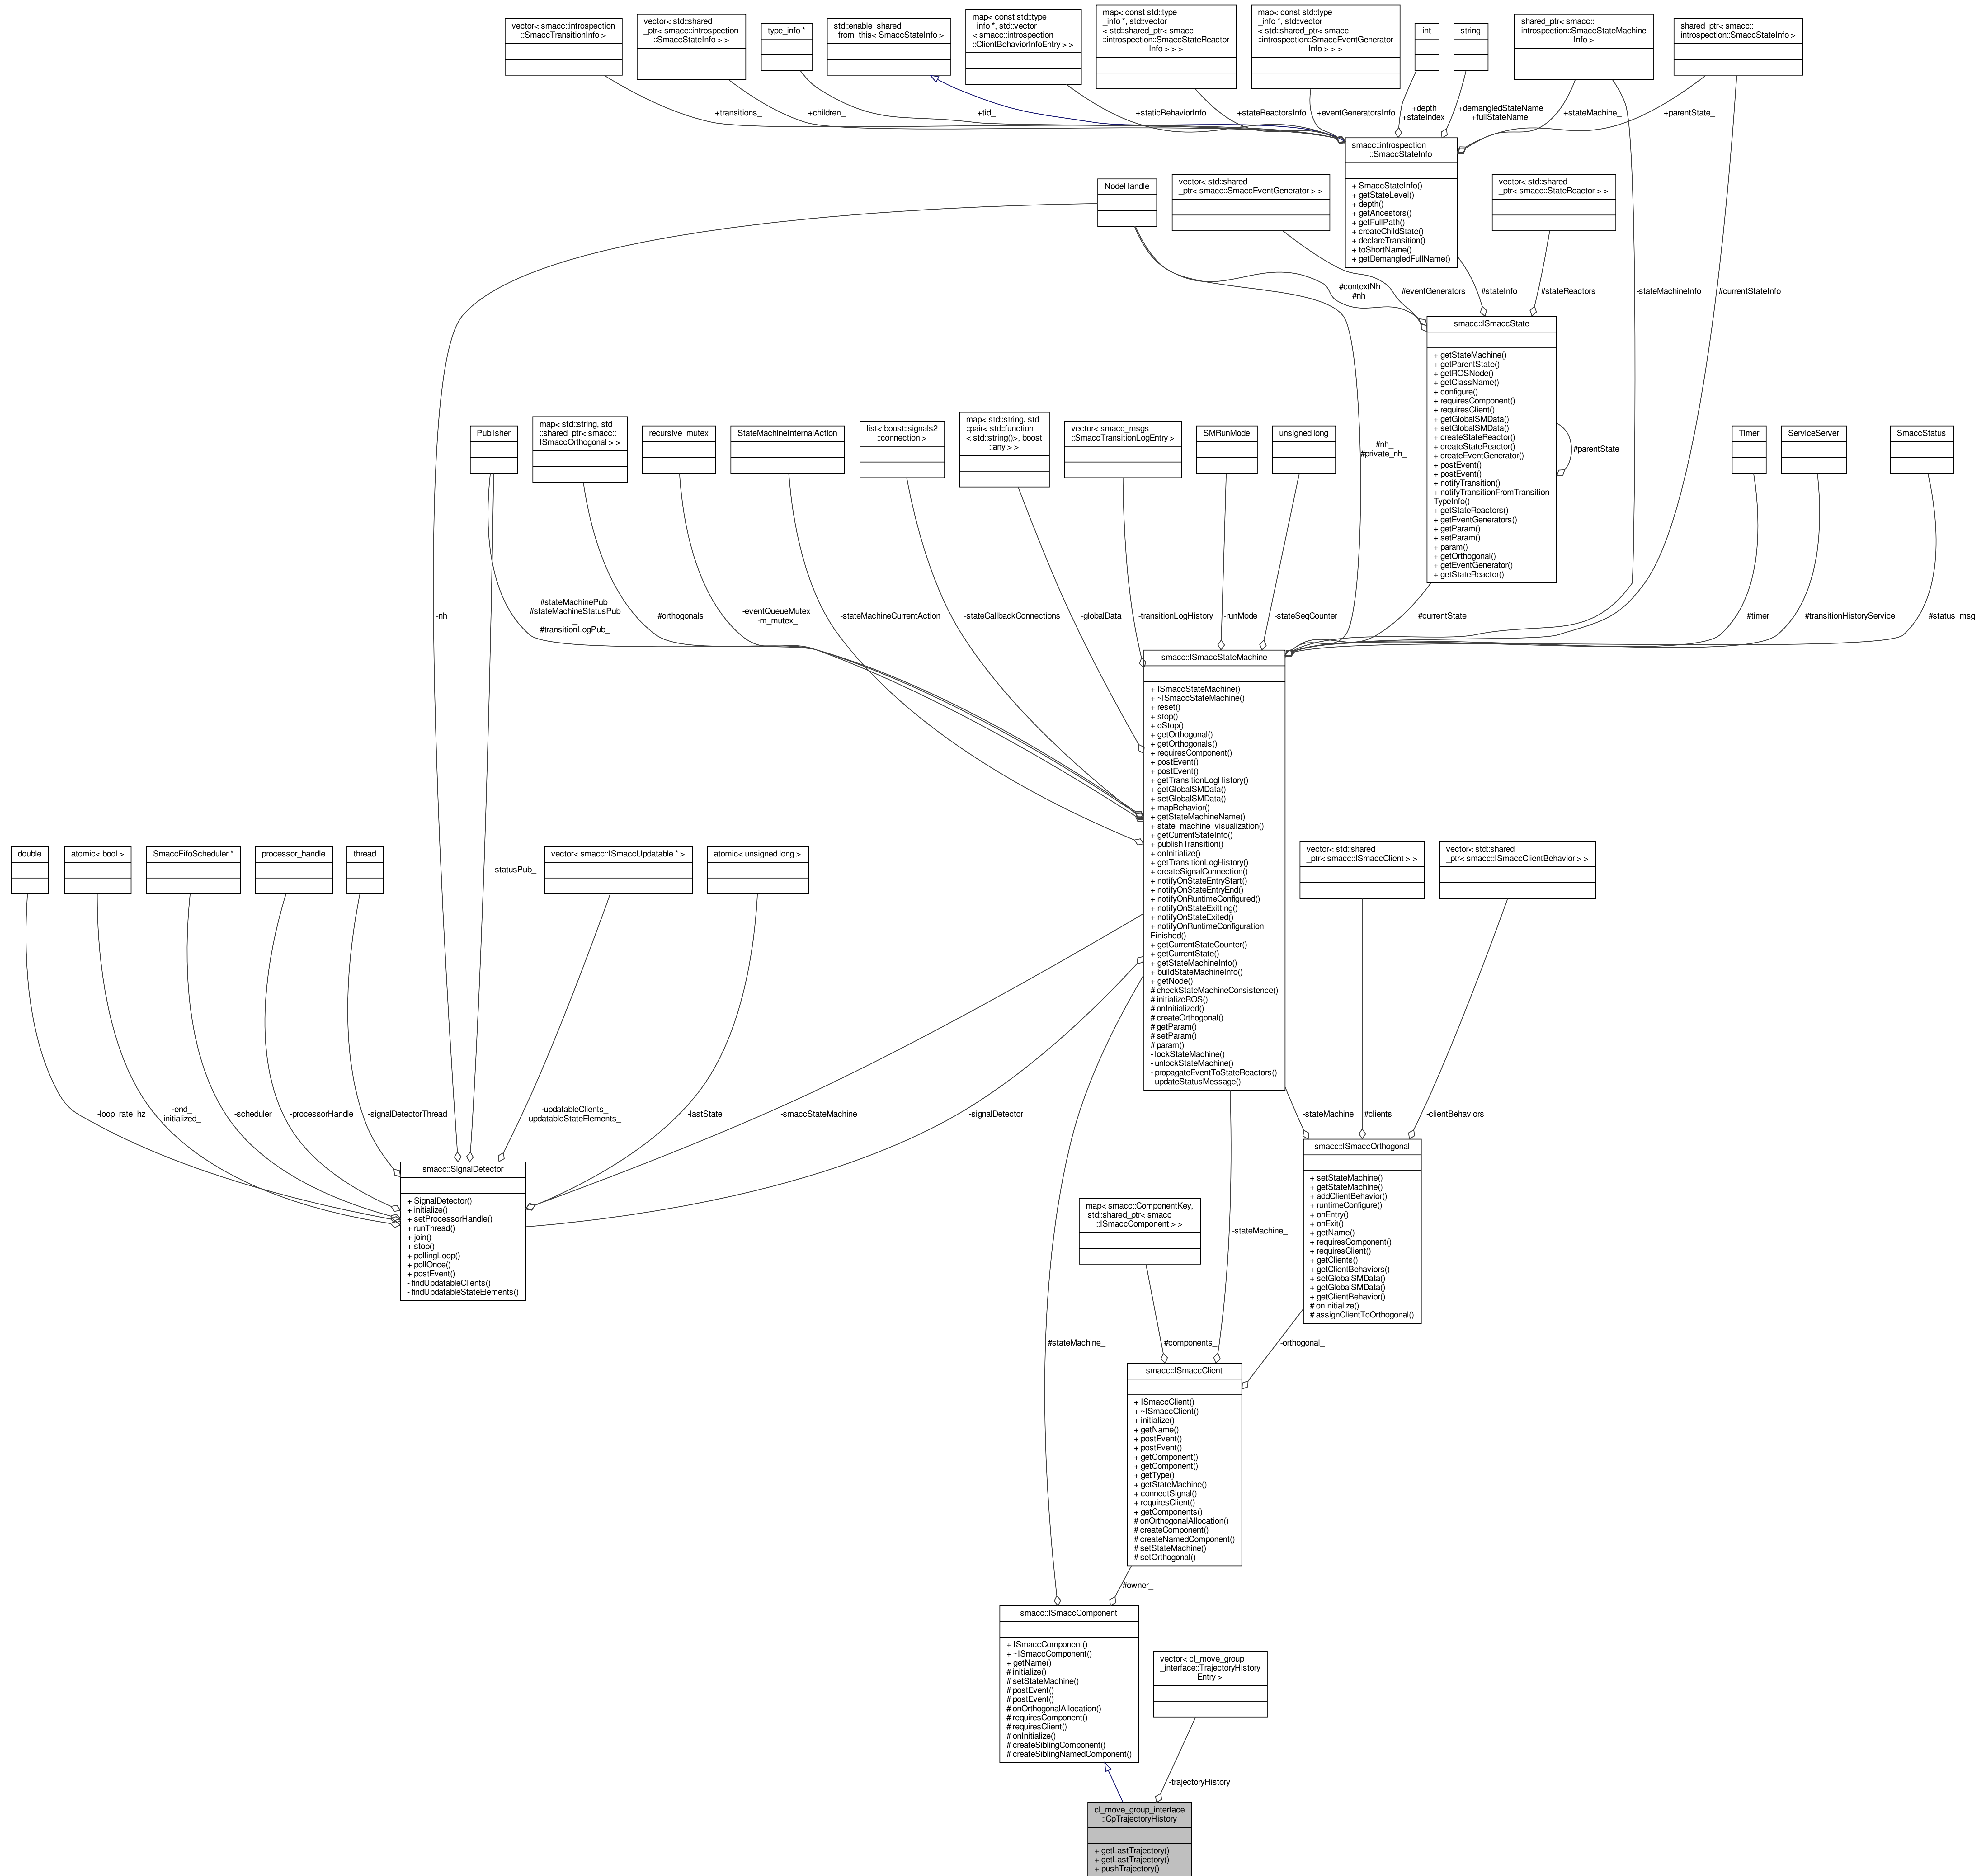 vector< smacc::introspection
::SmaccTransitionInfo >
vector< std::shared
_ptr< smacc::introspection
::SmaccStateInfo > >
type_info *
std::enable_shared
_from_this< SmaccStateInfo >
map< const std::type
_info *, std::vector
< smacc::introspection
::ClientBehaviorInfoEntry > >
map< const std::type
_info *, std::vector
< std::shared_ptr< smacc
::introspection::SmaccStateReactor
Info > > >
map< const std::type
_info *, std::vector
< std::shared_ptr< smacc
::introspection::SmaccEventGenerator
Info > > >
int
string
shared_ptr< smacc::
introspection::SmaccStateMachine
Info >
shared_ptr< smacc::
introspection::SmaccStateInfo >
+transitions_
+children_
+tid_
+staticBehaviorInfo
+stateReactorsInfo
+eventGeneratorsInfo
+depth_
+stateIndex_
+demangledStateName
+fullStateName
+stateMachine_
+parentState_
smacc::introspection
::SmaccStateInfo
+ SmaccStateInfo()
+ getStateLevel()
+ depth()
+ getAncestors()
+ getFullPath()
+ createChildState()
+ declareTransition()
+ toShortName()
+ getDemangledFullName()
NodeHandle
vector< std::shared
_ptr< smacc::SmaccEventGenerator > >
vector< std::shared
_ptr< smacc::StateReactor > >
#contextNh
#nh
#eventGenerators_
#stateInfo_
#stateReactors_
-stateMachineInfo_
#currentStateInfo_
smacc::ISmaccState
+ getStateMachine()
+ getParentState()
+ getROSNode()
+ getClassName()
+ configure()
+ requiresComponent()
+ requiresClient()
+ getGlobalSMData()
+ setGlobalSMData()
+ createStateReactor()
+ createStateReactor()
+ createEventGenerator()
+ postEvent()
+ postEvent()
+ notifyTransition()
+ notifyTransitionFromTransition
TypeInfo()
+ getStateReactors()
+ getEventGenerators()
+ getParam()
+ setParam()
+ param()
+ getOrthogonal()
+ getEventGenerator()
+ getStateReactor()
#parentState_
Publisher
map< std::string, std
::shared_ptr< smacc::
ISmaccOrthogonal > >
recursive_mutex
StateMachineInternalAction
list< boost::signals2
::connection >
map< std::string, std
::pair< std::function
< std::string()>, boost
::any > >
vector< smacc_msgs
::SmaccTransitionLogEntry >
SMRunMode
unsigned long
#nh_
#private_nh_
Timer
ServiceServer
SmaccStatus
-nh_
#stateMachinePub_
#stateMachineStatusPub
_
#transitionLogPub_
#orthogonals_
-eventQueueMutex_
-m_mutex_
-stateMachineCurrentAction
-stateCallbackConnections
-globalData_
-transitionLogHistory_
-runMode_
-stateSeqCounter_
#currentState_
#timer_
#transitionHistoryService_
#status_msg_
smacc::ISmaccStateMachine
+ ISmaccStateMachine()
+ ~ISmaccStateMachine()
+ reset()
+ stop()
+ eStop()
+ getOrthogonal()
+ getOrthogonals()
+ requiresComponent()
+ postEvent()
+ postEvent()
+ getTransitionLogHistory()
+ getGlobalSMData()
+ setGlobalSMData()
+ mapBehavior()
+ getStateMachineName()
+ state_machine_visualization()
+ getCurrentStateInfo()
+ publishTransition()
+ onInitialize()
+ getTransitionLogHistory()
+ createSignalConnection()
+ notifyOnStateEntryStart()
+ notifyOnStateEntryEnd()
+ notifyOnRuntimeConfigured()
+ notifyOnStateExitting()
+ notifyOnStateExited()
+ notifyOnRuntimeConfiguration
Finished()
+ getCurrentStateCounter()
+ getCurrentState()
+ getStateMachineInfo()
+ buildStateMachineInfo()
+ getNode()
# checkStateMachineConsistence()
# initializeROS()
# onInitialized()
# createOrthogonal()
# getParam()
# setParam()
# param()
- lockStateMachine()
- unlockStateMachine()
- propagateEventToStateReactors()
- updateStatusMessage()
double
atomic< bool >
SmaccFifoScheduler *
processor_handle
thread
-statusPub_
vector< smacc::ISmaccUpdatable * >
atomic< unsigned long >
vector< std::shared
_ptr< smacc::ISmaccClient > >
vector< std::shared
_ptr< smacc::ISmaccClientBehavior > >
-loop_rate_hz
-end_
-initialized_
-scheduler_
-processorHandle_
-signalDetectorThread_
-updatableClients_
-updatableStateElements_
-lastState_
-smaccStateMachine_
-signalDetector_
-stateMachine_
#clients_
-clientBehaviors_
smacc::SignalDetector
+ SignalDetector()
+ initialize()
+ setProcessorHandle()
+ runThread()
+ join()
+ stop()
+ pollingLoop()
+ pollOnce()
+ postEvent()
- findUpdatableClients()
- findUpdatableStateElements()
smacc::ISmaccOrthogonal
+ setStateMachine()
+ getStateMachine()
+ addClientBehavior()
+ runtimeConfigure()
+ onEntry()
+ onExit()
+ getName()
+ requiresComponent()
+ requiresClient()
+ getClients()
+ getClientBehaviors()
+ setGlobalSMData()
+ getGlobalSMData()
+ getClientBehavior()
# onInitialize()
# assignClientToOrthogonal()
map< smacc::ComponentKey,
std::shared_ptr< smacc
::ISmaccComponent > >
-stateMachine_
#stateMachine_
#components_
-orthogonal_
smacc::ISmaccClient
+ ISmaccClient()
+ ~ISmaccClient()
+ initialize()
+ getName()
+ postEvent()
+ postEvent()
+ getComponent()
+ getComponent()
+ getType()
+ getStateMachine()
+ connectSignal()
+ requiresClient()
+ getComponents()
# onOrthogonalAllocation()
# createComponent()
# createNamedComponent()
# setStateMachine()
# setOrthogonal()
#owner_
smacc::ISmaccComponent
+ ISmaccComponent()
+ ~ISmaccComponent()
+ getName()
# initialize()
# setStateMachine()
# postEvent()
# postEvent()
# onOrthogonalAllocation()
# requiresComponent()
# requiresClient()
# onInitialize()
# createSiblingComponent()
# createSiblingNamedComponent()
vector< cl_move_group
_interface::TrajectoryHistory
Entry >
-trajectoryHistory_
cl_move_group_interface
::CpTrajectoryHistory
+ getLastTrajectory()
+ getLastTrajectory()
+ pushTrajectory()